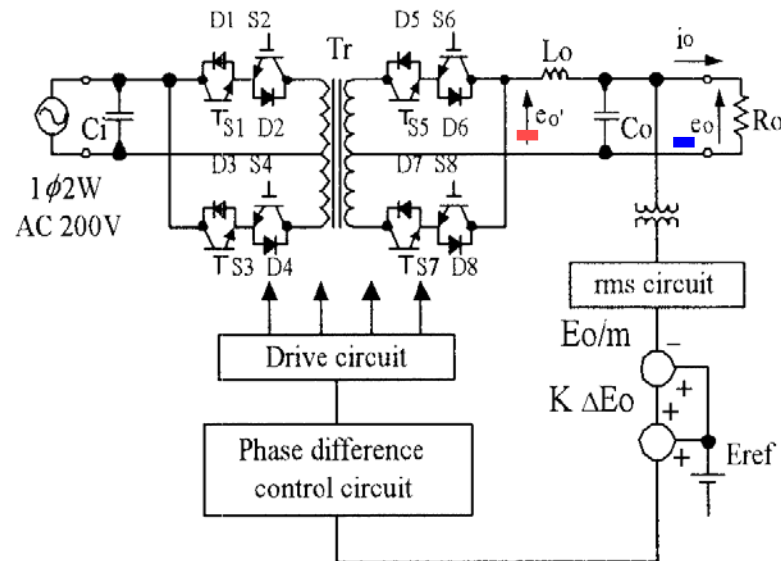 D1 S2
D5 S6
Tr
Lo
io
Ci
S1 D2
S5 D6
eo'
Co
eo
Ro
D3 S4
D7 S8
1ϕ2W
AC 200V
S3 D4
S7 D8
rms circuit
Eo/m
−
Drive circuit
+
K ΔEo
+
Phase difference
control circuit
+
Eref